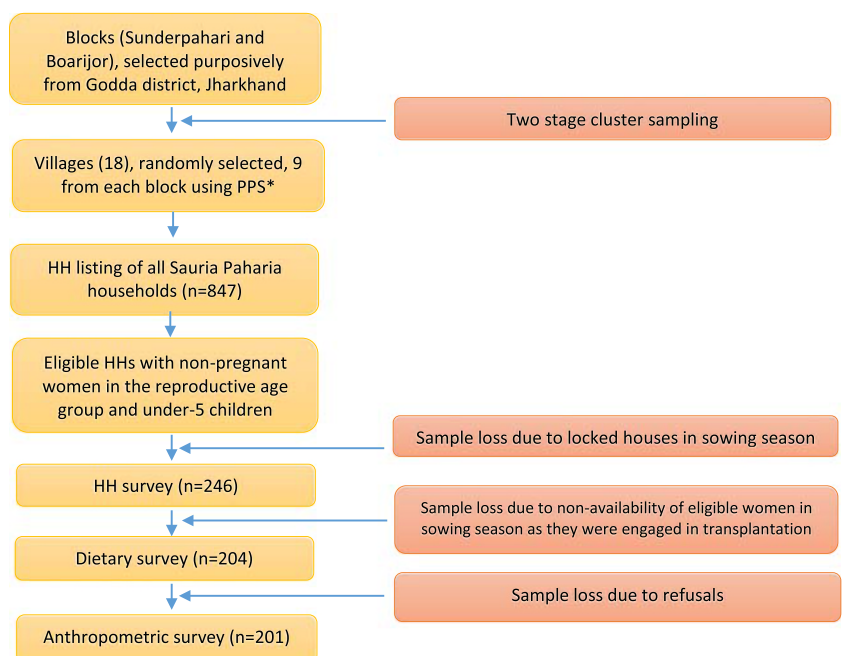 Blocks (Sunderpahari and
Boarijor), selected purposively
from Godda district, Jharkhand
Two stage cluster sampling
Villages (18), randomly selected, 9
from each block using PPS*
HH listing of all Sauria Paharia
households (n=847)
Eligible HHs with non-pregnant
women in the reproductive age
group and under-5 children
Sample loss due to locked houses in sowing season
HH survey (n=246)
Sample loss due to non-availability of eligible women in
sowing season as they were engaged in transplantation
Dietary survey (n=204)
Sample loss due to refusals
Anthropometric survey (n=201)